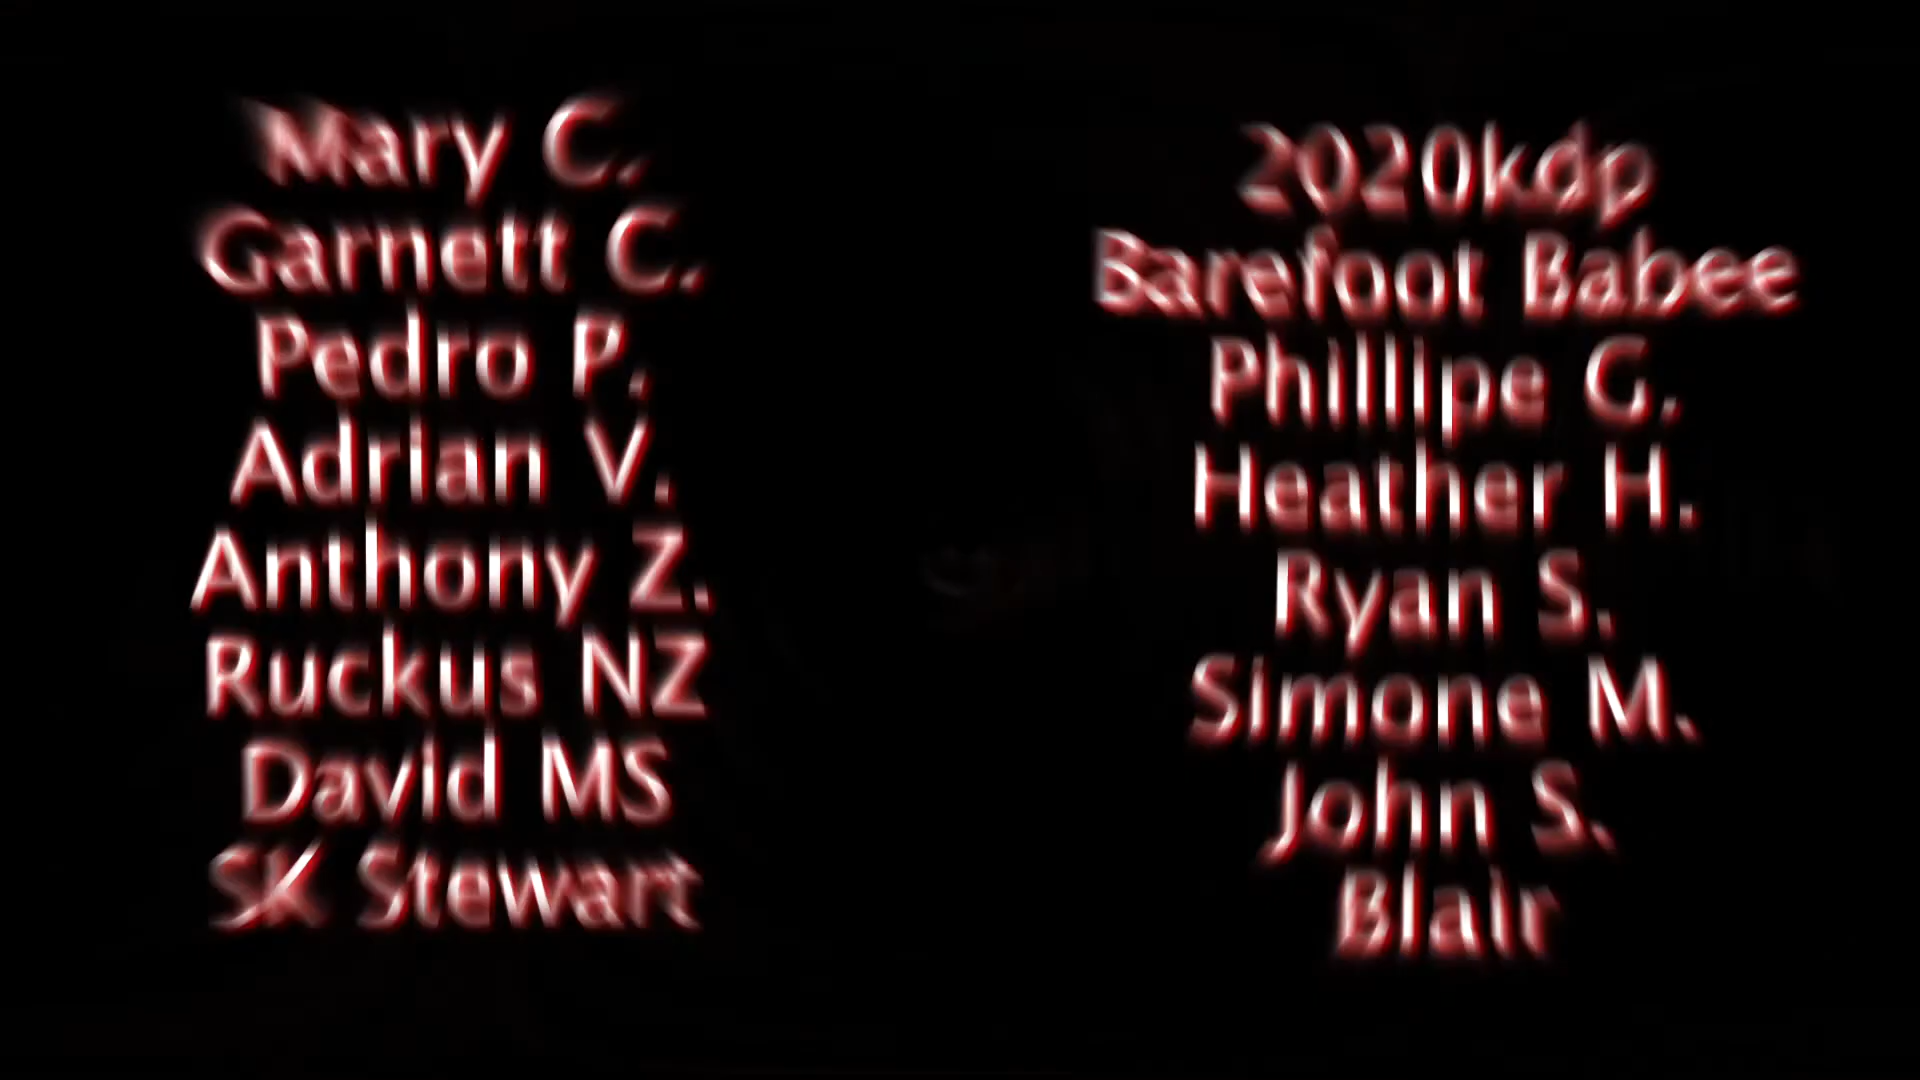 Mary C.
Garnett C.
Pedro P.
Adrian V.
Anthony Z.
Ruckus NZ
David MS
SK Stewart
2020kdp
Barefoot Babee
Phillipe G.
Heather H.
Ryan S.
Simone M.
John S.
Blair